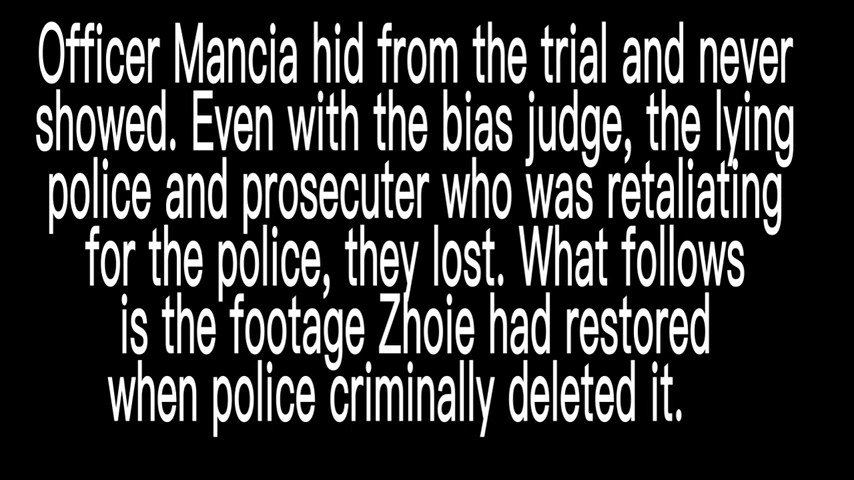 Officer Mancia hid from the trial and never
showed. Even with the bias judge, the lying
police and prosecuter who was retaliating
for the police, they lost. What follows
is the footage Zhoie had restored
when police criminally deleted it.